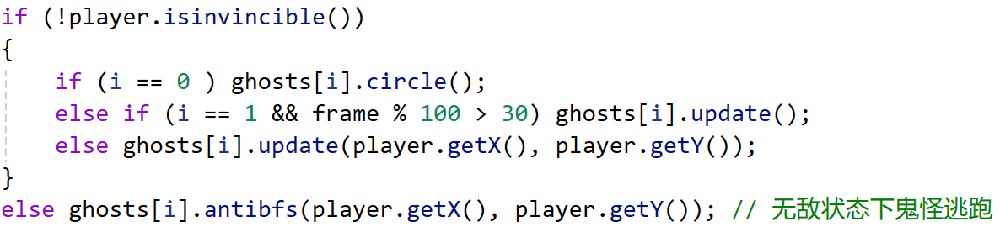 if (!player.isinvincible())
{
    if (i == 0 ) ghosts[i].circle();
    else if (i == 1 && frame % 100 > 30) ghosts[i].update();
    else ghosts[i].update(player.getX(), player.getY());
}
else ghosts[i].antibfs(player.getX(), player.getY()); // 无敌状态下鬼怪逃跑